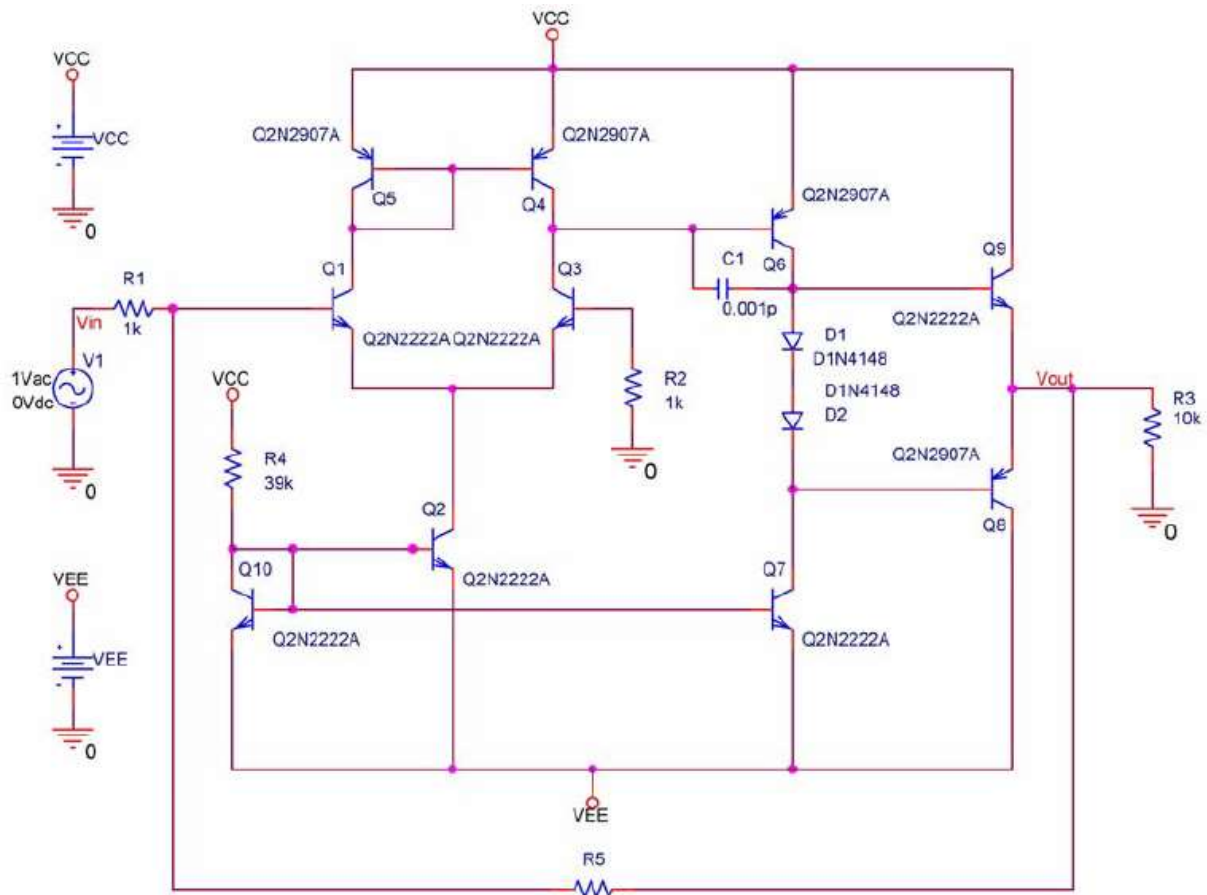 VCC
VCC
VCC
Q2N2907A
Q2N2907A
Q5
Q4
Q2N2907A
0
Q6
Q9
C1
0.001p
R1
1k
Vin
Q1
Q3
Q2N2222A
Q2N2222A
Q2N2222A
V1
1Vac
0Vdc
0
VCC
D1
D1N4148
D1N4148
D2
R2
1k
0
Vout
R3
10k
0
R4
39k
Q2N2907A
Q8
Q2
Q2N2222A
Q10
Q2N2222A
Q7
Q2N2222A
VEE
VEE
0
VEE
R5